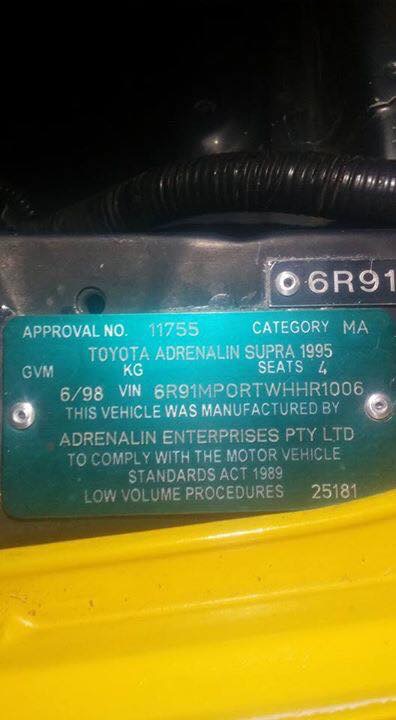 6R91
APPROVAL NO. 11755 CATEGORY MA
TOYOTA ADRENALIN SUPRA 1995
GVM KG SEATS 4
6/98 VIN 6R91MPORTWHHR1006
THIS VEHICLE WAS MANUFACTURED BY
ADRENALIN ENTERPRISES PTY LTD
TO COMPLY WITH THE MOTOR VEHICLE
STANDARDS ACT 1989
LOW VOLUME PROCEDURES 25181